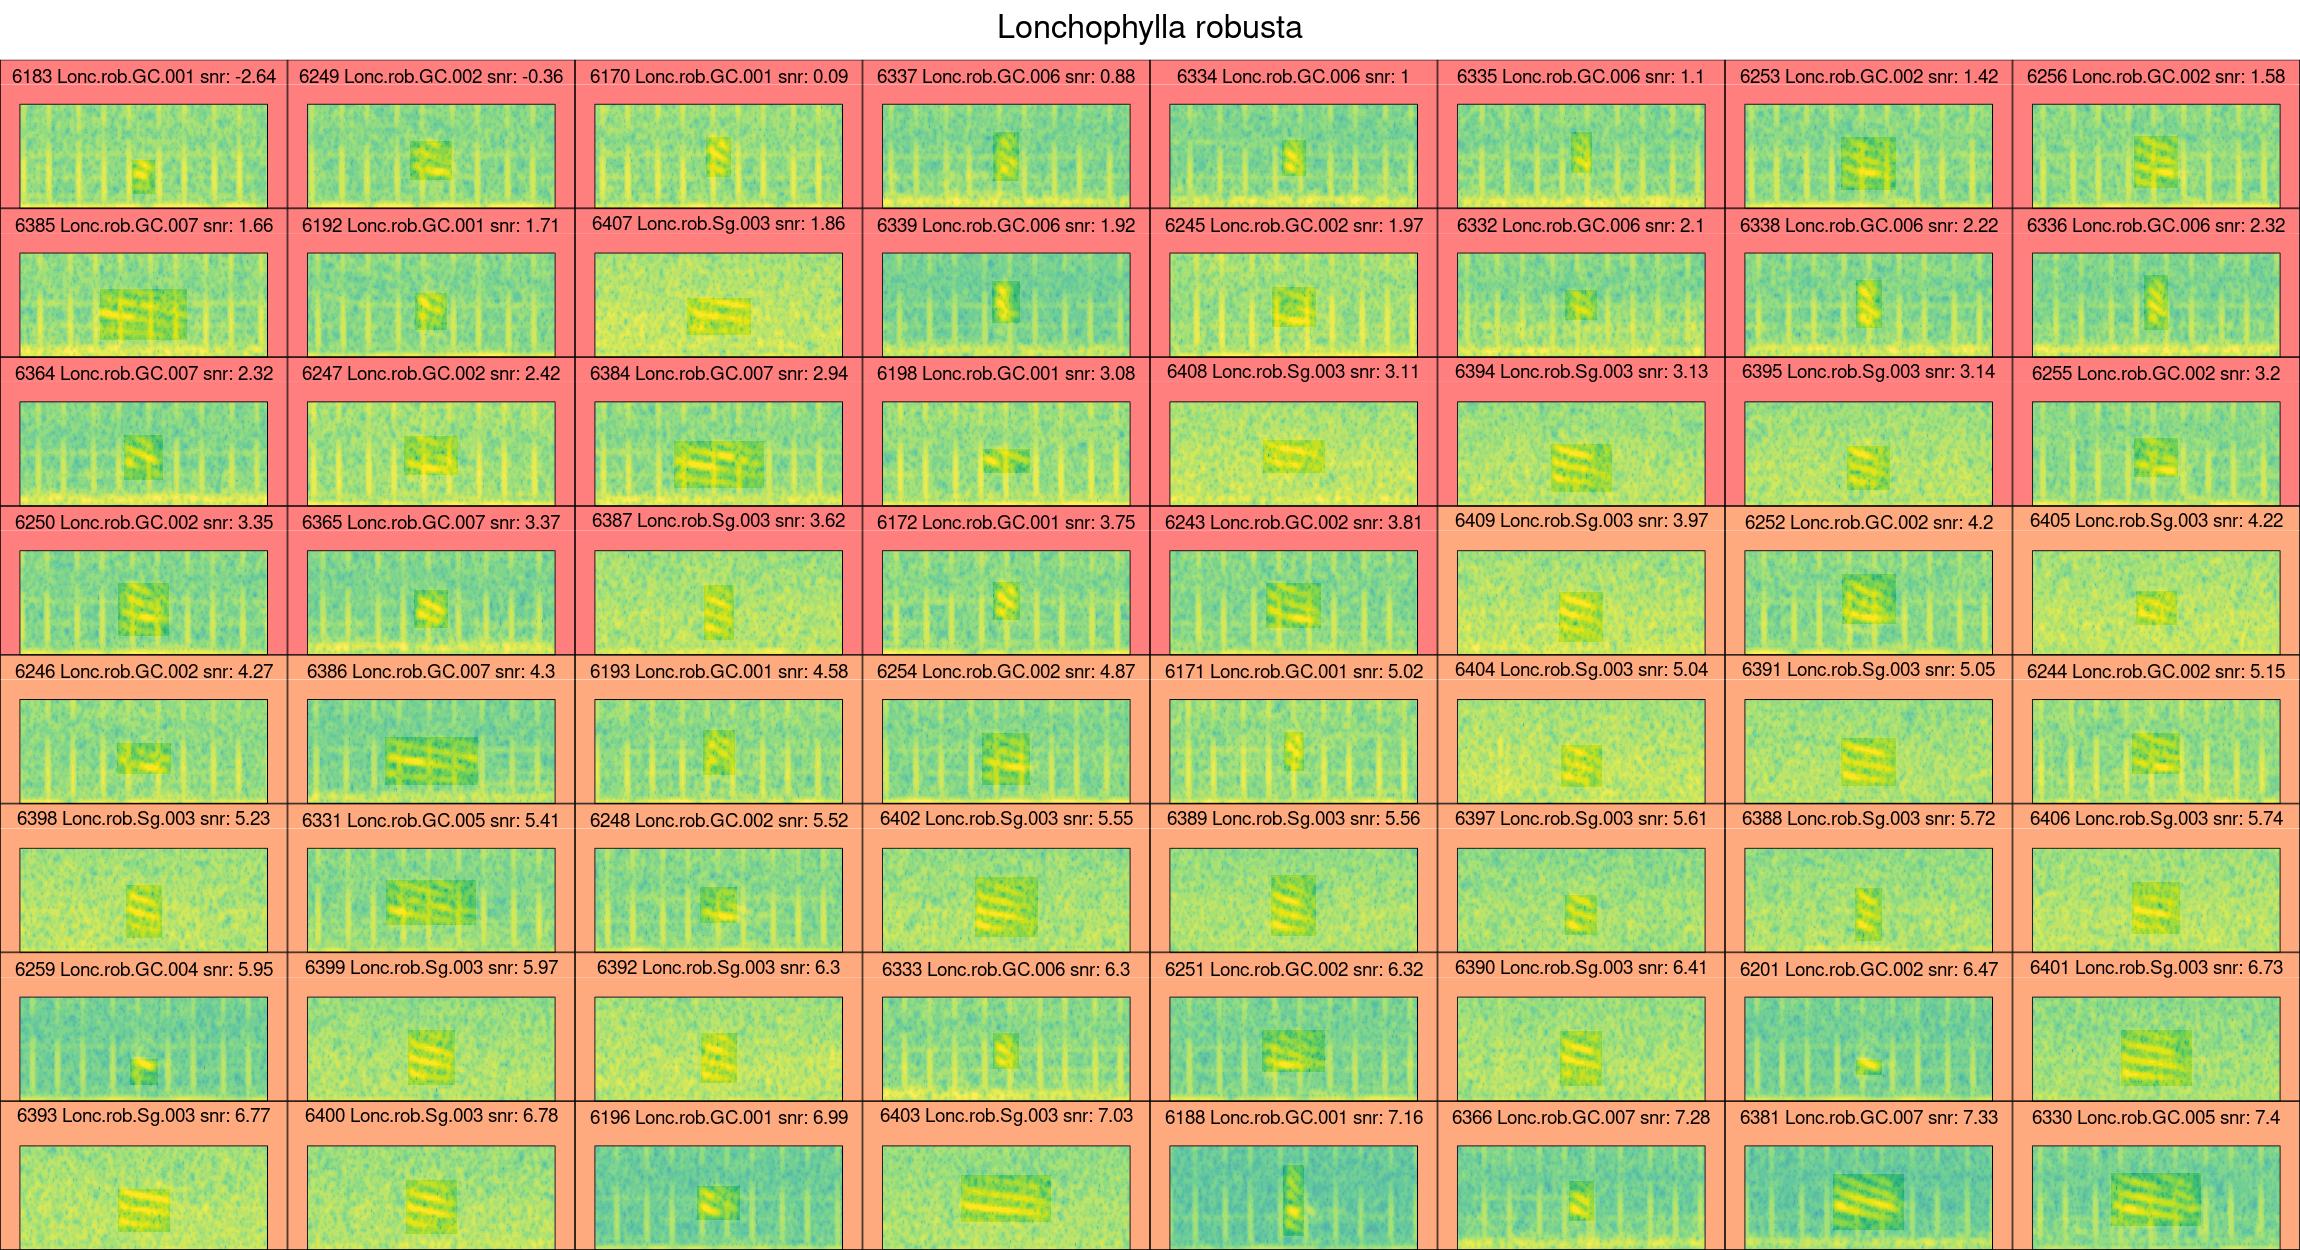 Lonchophylla robusta
6183 Lonc.rob.GC.001 snr: -2.64
6249 Lonc.rob.GC.002 snr: -0.36
6170 Lonc.rob.GC.001 snr: 0.09
6337 Lonc.rob.GC.006 snr: 0.88
6334 Lonc.rob.GC.006 snr: 1
6335 Lonc.rob.GC.006 snr: 1.1
6253 Lonc.rob.GC.002 snr: 1.42
6256 Lonc.rob.GC.002 snr: 1.58
6385 Lonc.rob.GC.007 snr: 1.66
6192 Lonc.rob.GC.001 snr: 1.71
6407 Lonc.rob.Sg.003 snr: 1.86
6339 Lonc.rob.GC.006 snr: 1.92
6245 Lonc.rob.GC.002 snr: 1.97
6332 Lonc.rob.GC.006 snr: 2.1
6338 Lonc.rob.GC.006 snr: 2.22
6336 Lonc.rob.GC.006 snr: 2.32
6364 Lonc.rob.GC.007 snr: 2.32
6247 Lonc.rob.GC.002 snr: 2.42
6384 Lonc.rob.GC.007 snr: 2.94
6198 Lonc.rob.GC.001 snr: 3.08
6408 Lonc.rob.Sg.003 snr: 3.11
6394 Lonc.rob.Sg.003 snr: 3.13
6395 Lonc.rob.Sg.003 snr: 3.14
6255 Lonc.rob.GC.002 snr: 3.2
6250 Lonc.rob.GC.002 snr: 3.35
6365 Lonc.rob.GC.007 snr: 3.37
6387 Lonc.rob.Sg.003 snr: 3.62
6172 Lonc.rob.GC.001 snr: 3.75
6243 Lonc.rob.GC.002 snr: 3.81
6409 Lonc.rob.Sg.003 snr: 3.97
6252 Lonc.rob.GC.002 snr: 4.2
6405 Lonc.rob.Sg.003 snr: 4.22
6246 Lonc.rob.GC.002 snr: 4.27
6386 Lonc.rob.GC.007 snr: 4.3
6193 Lonc.rob.GC.001 snr: 4.58
6254 Lonc.rob.GC.002 snr: 4.87
6171 Lonc.rob.GC.001 snr: 5.02
6404 Lonc.rob.Sg.003 snr: 5.04
6391 Lonc.rob.Sg.003 snr: 5.05
6244 Lonc.rob.GC.002 snr: 5.15
6398 Lonc.rob.Sg.003 snr: 5.23
6331 Lonc.rob.GC.005 snr: 5.41
6248 Lonc.rob.GC.002 snr: 5.52
6402 Lonc.rob.Sg.003 snr: 5.55
6389 Lonc.rob.Sg.003 snr: 5.56
6397 Lonc.rob.Sg.003 snr: 5.61
6388 Lonc.rob.Sg.003 snr: 5.72
6406 Lonc.rob.Sg.003 snr: 5.74
6259 Lonc.rob.GC.004 snr: 5.95
6399 Lonc.rob.Sg.003 snr: 5.97
6392 Lonc.rob.Sg.003 snr: 6.3
6333 Lonc.rob.GC.006 snr: 6.3
6251 Lonc.rob.GC.002 snr: 6.32
6390 Lonc.rob.Sg.003 snr: 6.41
6201 Lonc.rob.GC.002 snr: 6.47
6401 Lonc.rob.Sg.003 snr: 6.73
6393 Lonc.rob.Sg.003 snr: 6.77
6400 Lonc.rob.Sg.003 snr: 6.78
6196 Lonc.rob.GC.001 snr: 6.99
6403 Lonc.rob.Sg.003 snr: 7.03
6188 Lonc.rob.GC.001 snr: 7.16
6366 Lonc.rob.GC.007 snr: 7.28
6381 Lonc.rob.GC.007 snr: 7.33
6330 Lonc.rob.GC.005 snr: 7.4